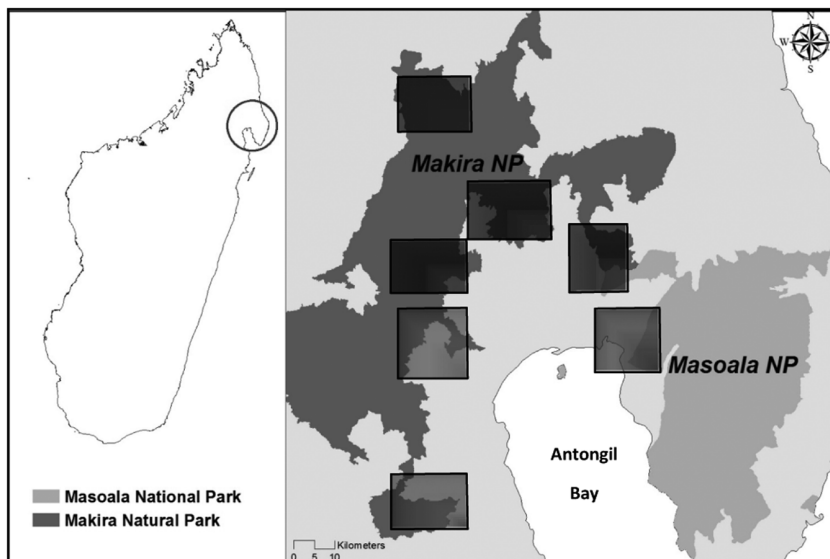 N
W E
S
Makira NP
Masoala NP
Antongil
Bay
Masoala National Park
Makira Natural Park
Kilometers
0 5 10